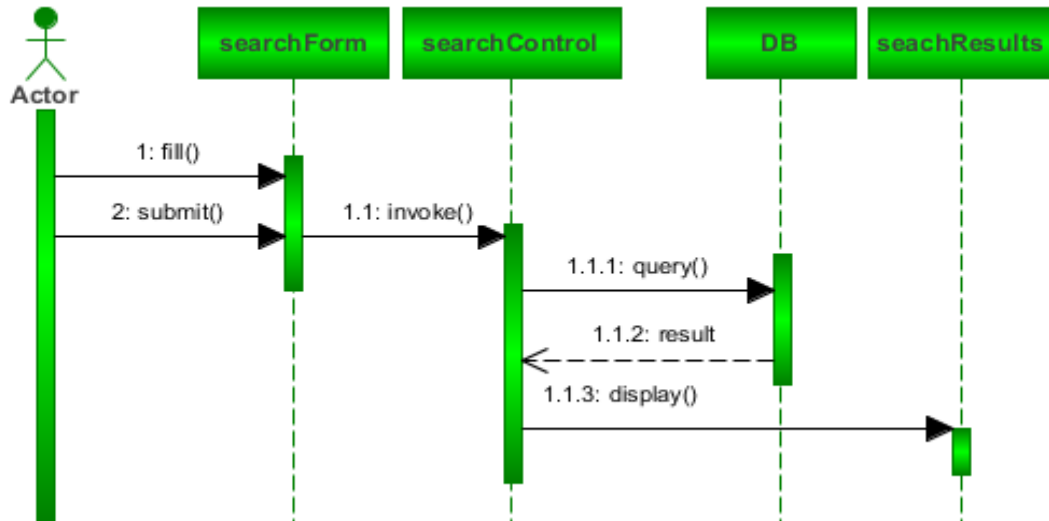 searchForm
searchControl
DB
seachResults
Actor
1: fill()
2: submit()
1.1: invoke()
1.1.1: query()
1.1.2: result
1.1.3: display()